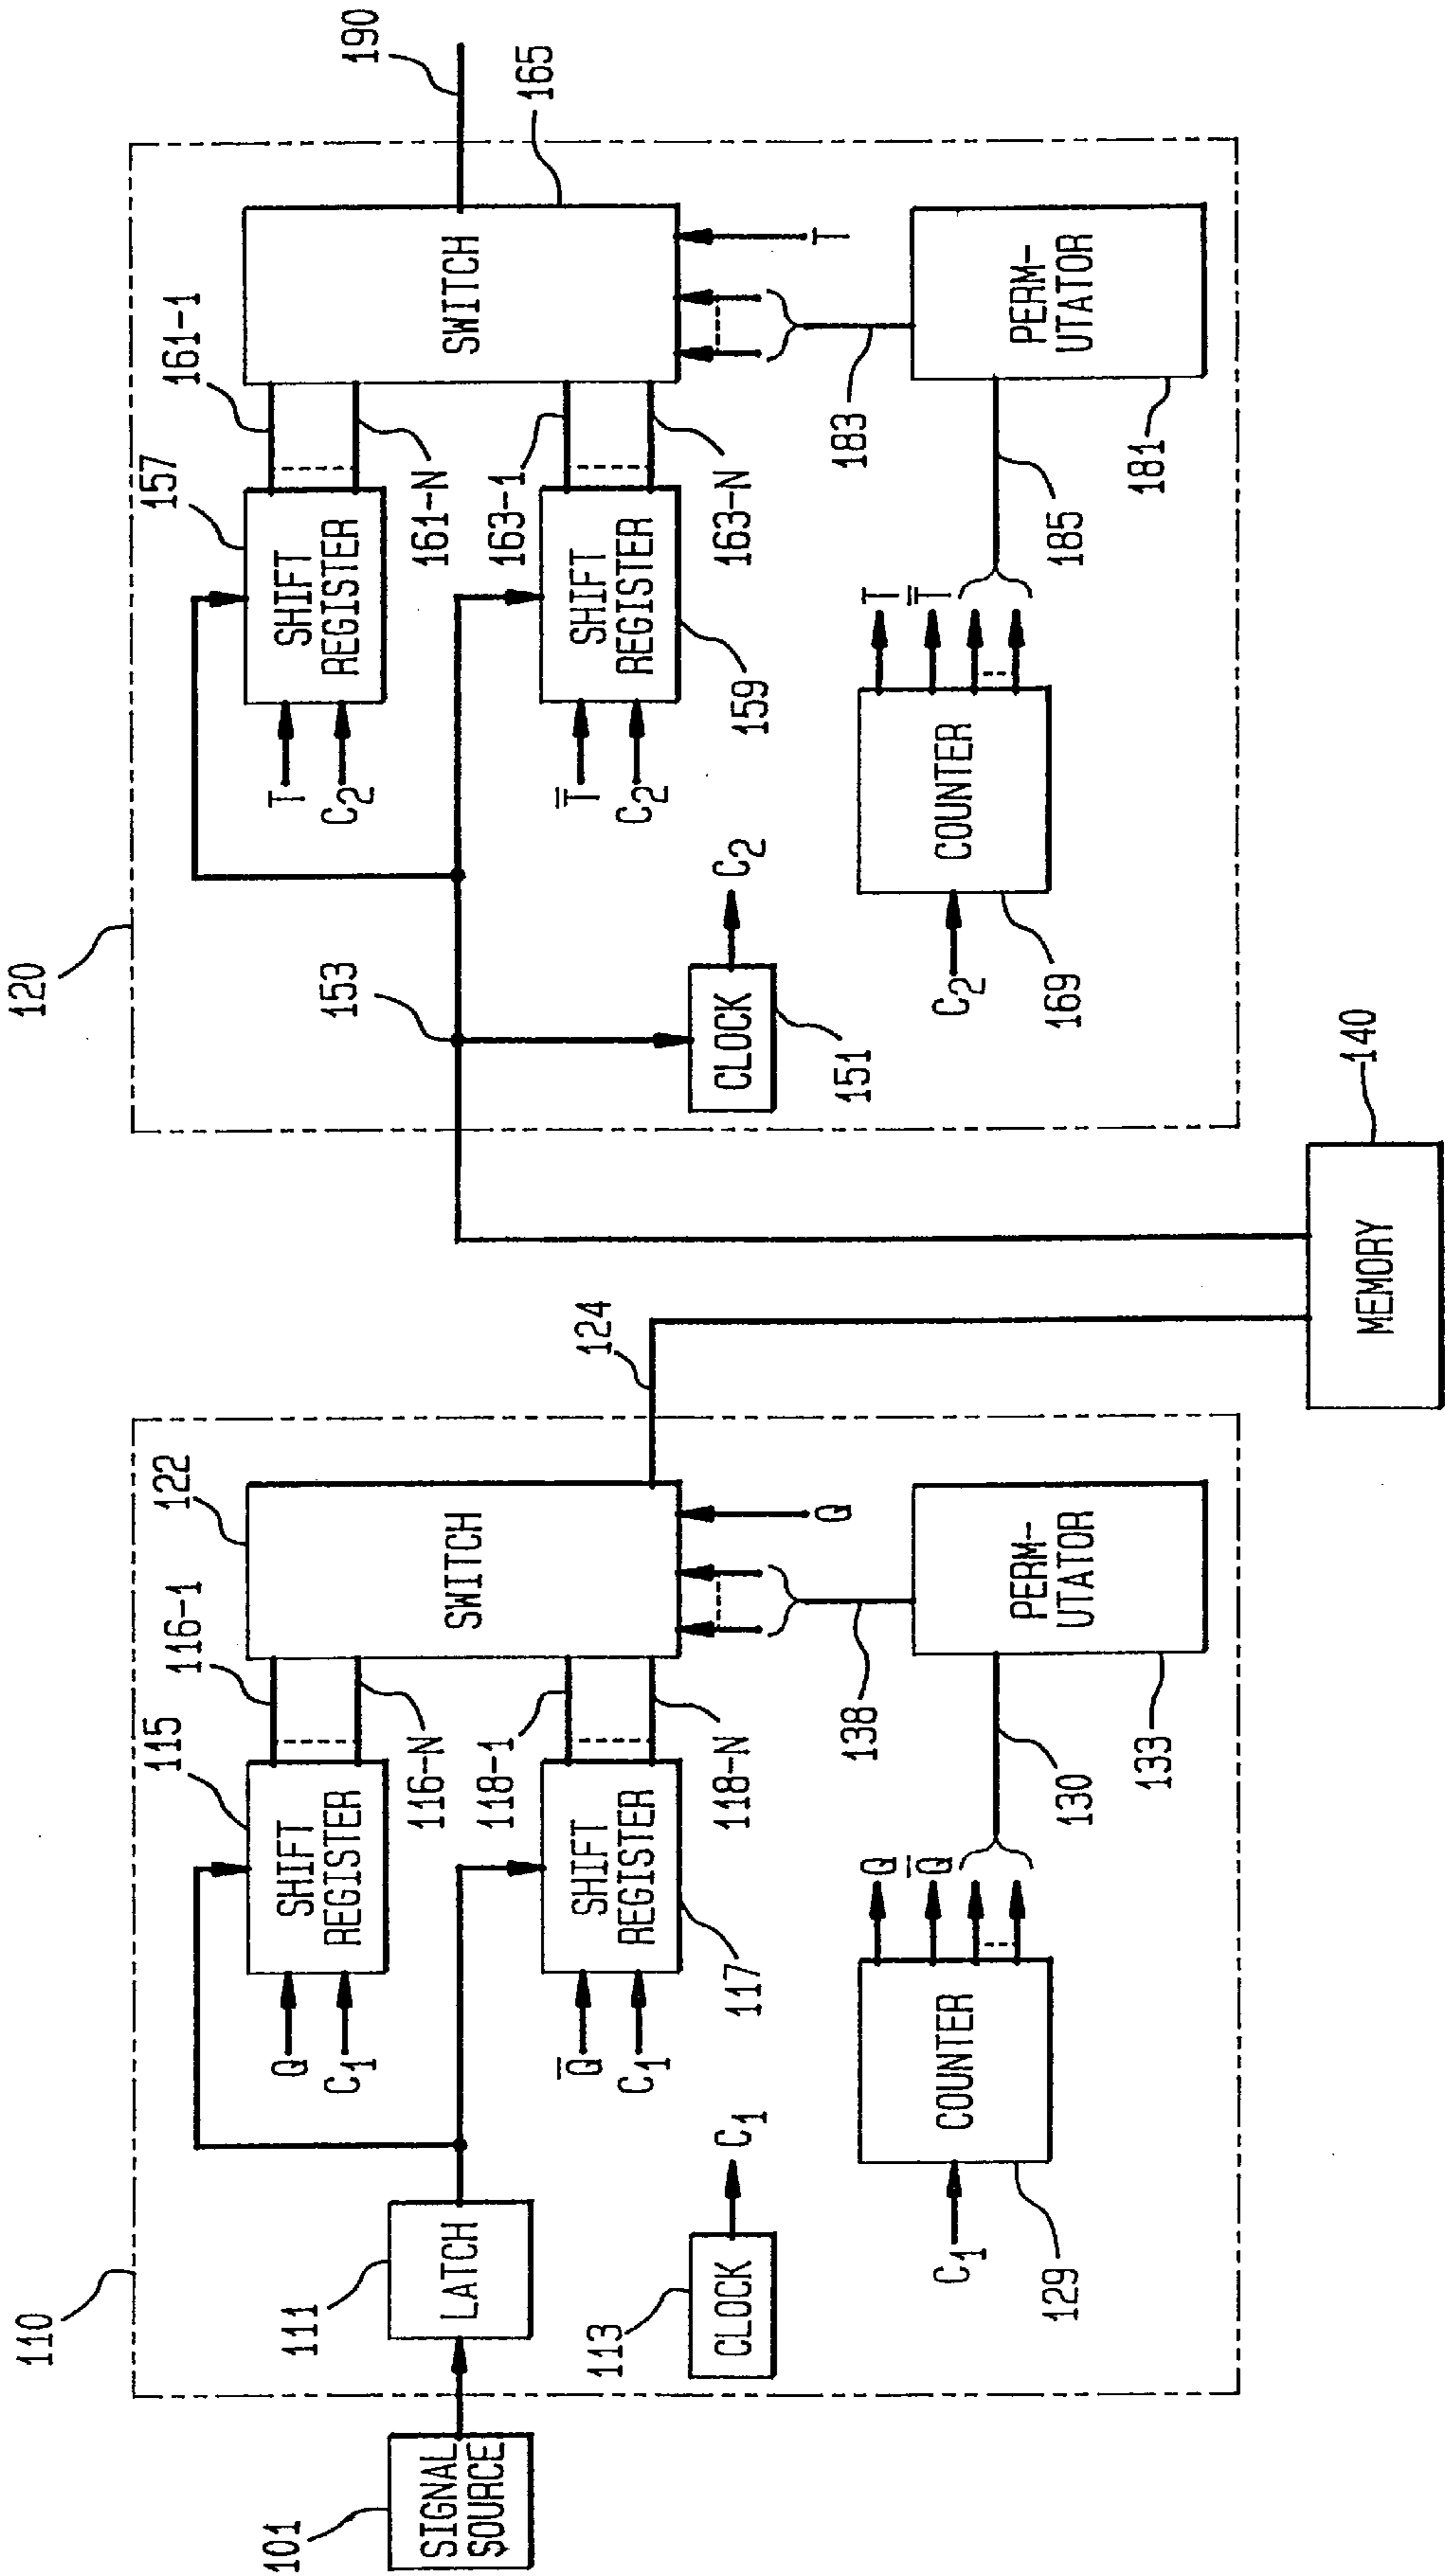 110
101
SIGNAL
SOURCE
111
LATCH
113
CLOCK
C1
115
SHIFT
REGISTER
Q
C1
116-1
116-N
117
SHIFT
REGISTER
Q̄
C1
118-1
118-N
122
SWITCH
Q
124
129
COUNTER
C1
Q
Q̄
130
133
PERM-
UTATOR
138
MEMORY
140
120
153
CLOCK
151
C2
157
SHIFT
REGISTER
T
C2
161-1
161-N
159
SHIFT
REGISTER
T̄
C2
163-1
163-N
SWITCH
165
T
190
COUNTER
169
C2
T
T̄
185
PERM-
UTATOR
181
183